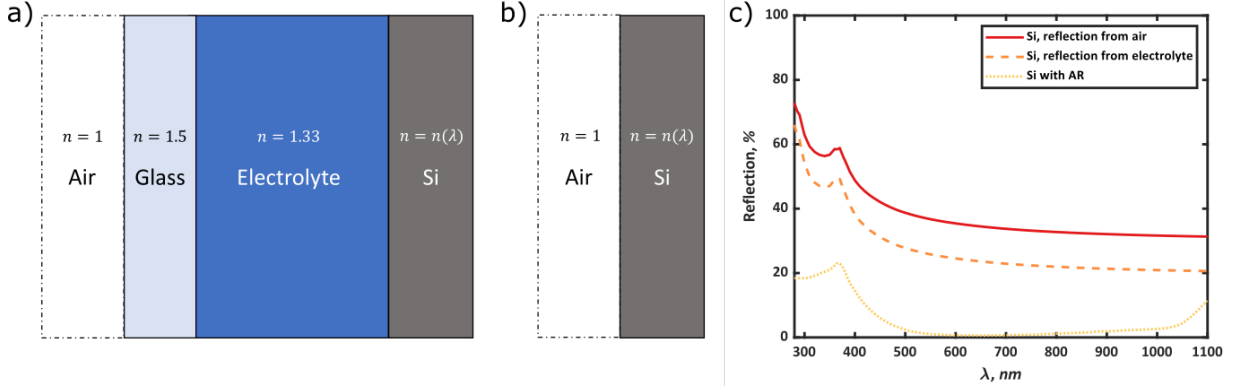 a)
n = 1
n = 1.5
n = 1.33
n = n(λ)
Air
Glass
Electrolyte
Si
b)
n = 1
n = n(λ)
Air
Si
c)
100
80
60
40
20
0
Reflection, %
Si, reflection from air
Si, reflection from electrolyte
Si with AR
300 400 500 600 700 800 900 1000 1100
λ, nm